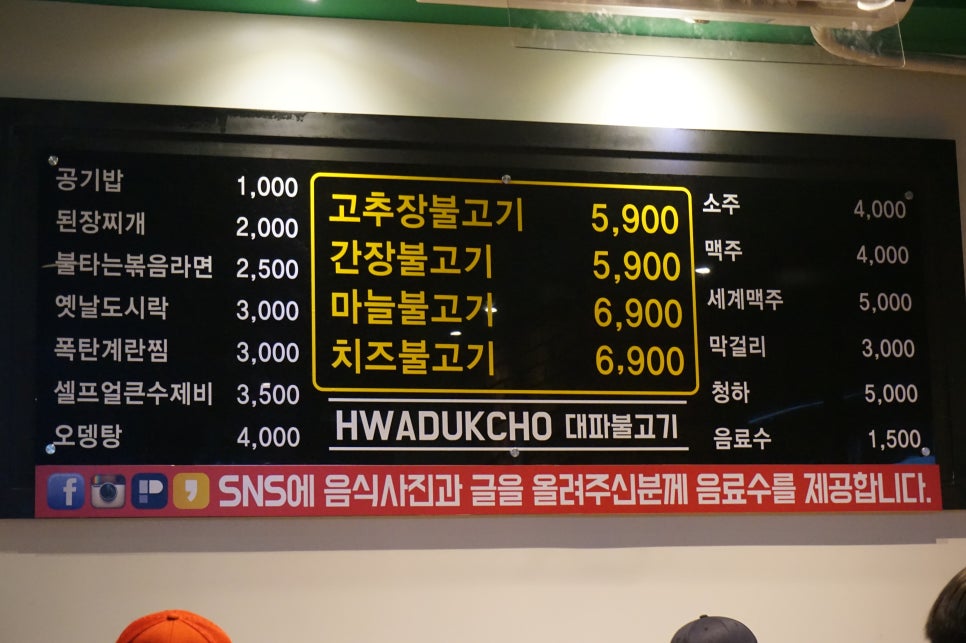 공기밥 1,000
된장찌개 2,000
불타는볶음라면 2,500
옛날도시락 3,000
폭탄계란찜 3,000
셀프얼큰수제비 3,500
오뎅탕 4,000
고추장불고기 5,900
간장불고기 5,900
마늘불고기 6,900
치즈불고기 6,900
HWADUKCHO 대파불고기
소주 4,000
맥주 4,000
세계맥주 5,000
막걸리 3,000
청하 5,000
음료수 1,500
SNS에 음식사진과 글을 올려주신분께 음료수를 제공합니다.